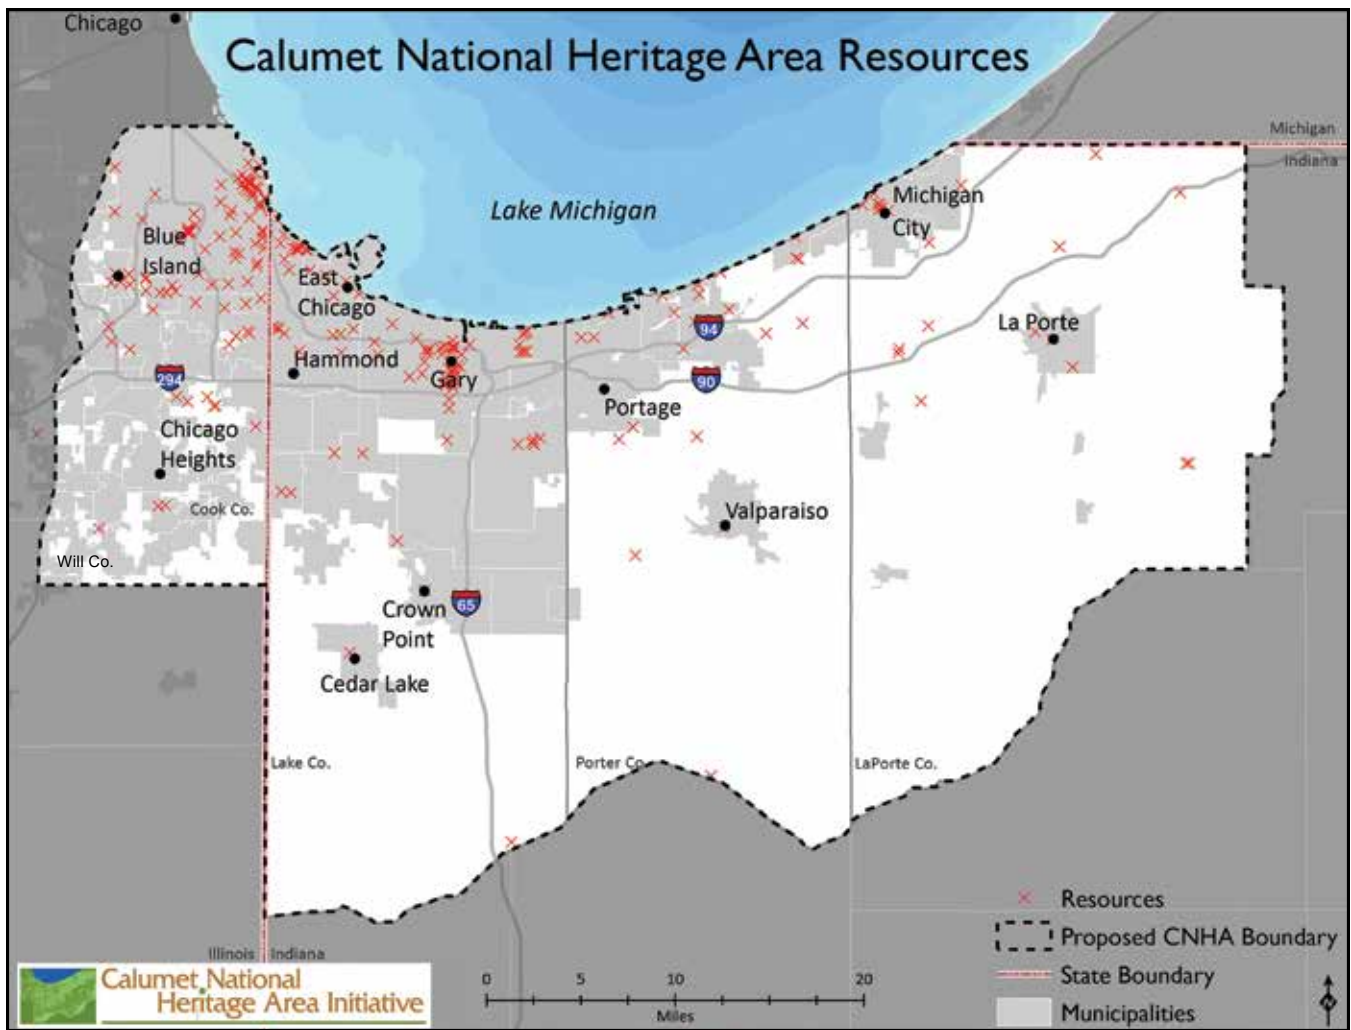 Chicago
Calumet National Heritage Area Resources
Michigan
Indiana
Lake Michigan
Michigan
City
Blue
Island
East
Chicago
La Porte
94
Hammond
294
Gary
90
Portage
Chicago
Heights
Cook Co.
Valparaiso
Will Co.
Crown
Point
65
Cedar Lake
Lake Co.
Porter Co.
LaPorte Co.
Resources
Proposed CNHA Boundary
State Boundary
Municipalities
Illinois
Indiana
Calumet National
Heritage Area Initiative
0 5 10 20
Miles
N